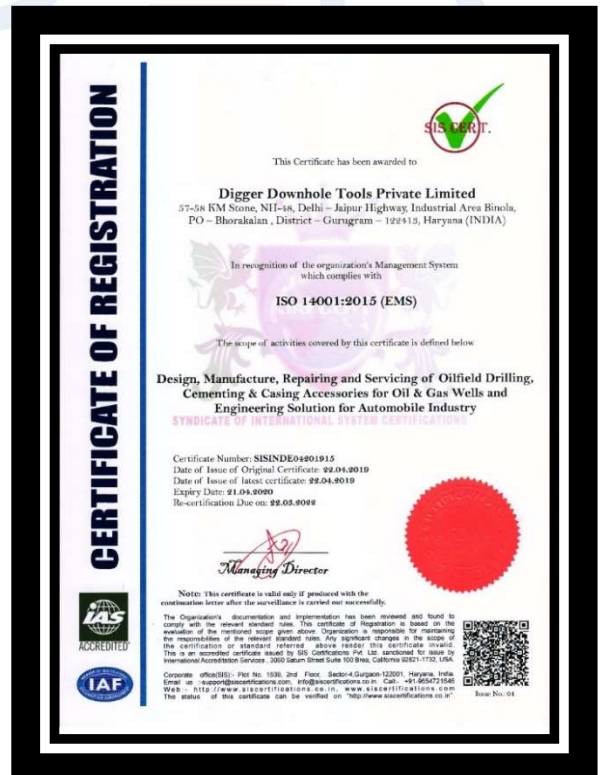 CERTIFICATE OF REGISTRATION
SIS CERT.
This Certificate has been awarded to
Digger Downhole Tools Private Limited
57-58 KM Stone, NH-48, Delhi – Jaipur Highway, Industrial Area Binola,
PO – Bhorakalan , District – Gurugram – 122413, Haryana (INDIA)
In recognition of the organization's Management System
which complies with
ISO 14001:2015 (EMS)
The scope of activities covered by this certificate is defined below
Design, Manufacture, Repairing and Servicing of Oilfield Drilling,
Cementing & Casing Accessories for Oil & Gas Wells and
Engineering Solution for Automobile Industry
SYNDICATE OF INTERNATIONAL SYSTEM CERTIFICATIONS
Certificate Number: SISINDE04201915
Date of Issue of Original Certificate: 22.04.2019
Date of Issue of latest certificate: 22.04.2019
Expiry Date: 21.04.2020
Re-certification Due on: 22.03.2022
Managing Director
Note: This certificate is valid only if produced with the
continuation letter after the surveillance is carried out successfully.
The Organization's documentation and implementation has been reviewed and found to
comply with the relevant standard rules. This certificate of Registration is based on the
evaluation of the mentioned scope given above. Organization is responsible for maintaining
the responsibilities of the relevant standard rules. Any significant changes in the scope of
the certification or standard referred above render this certificate invalid.
This is an accredited certificate issued by SIS Certifications Pvt. Ltd. sanctioned for issue by
International Accreditation Services , 3060 Saturn Street Suite 100 Brea, California 92821-1732, USA.
Corporate office(SIS):- Plot No. 1539, 2nd Floor, Sector-4,Gurgaon-122001, Haryana, India.
Email us :-support@siscertifications.com, info@siscertifications.co.in Call:- +91-9654721646
Web:- http://www.siscertifications.co.in, www.siscertifications.com
The status of this certificate can be verified on "http://www.siscertifications.co.in".
Issue No.: 01
IAS
ACCREDITED
IAF